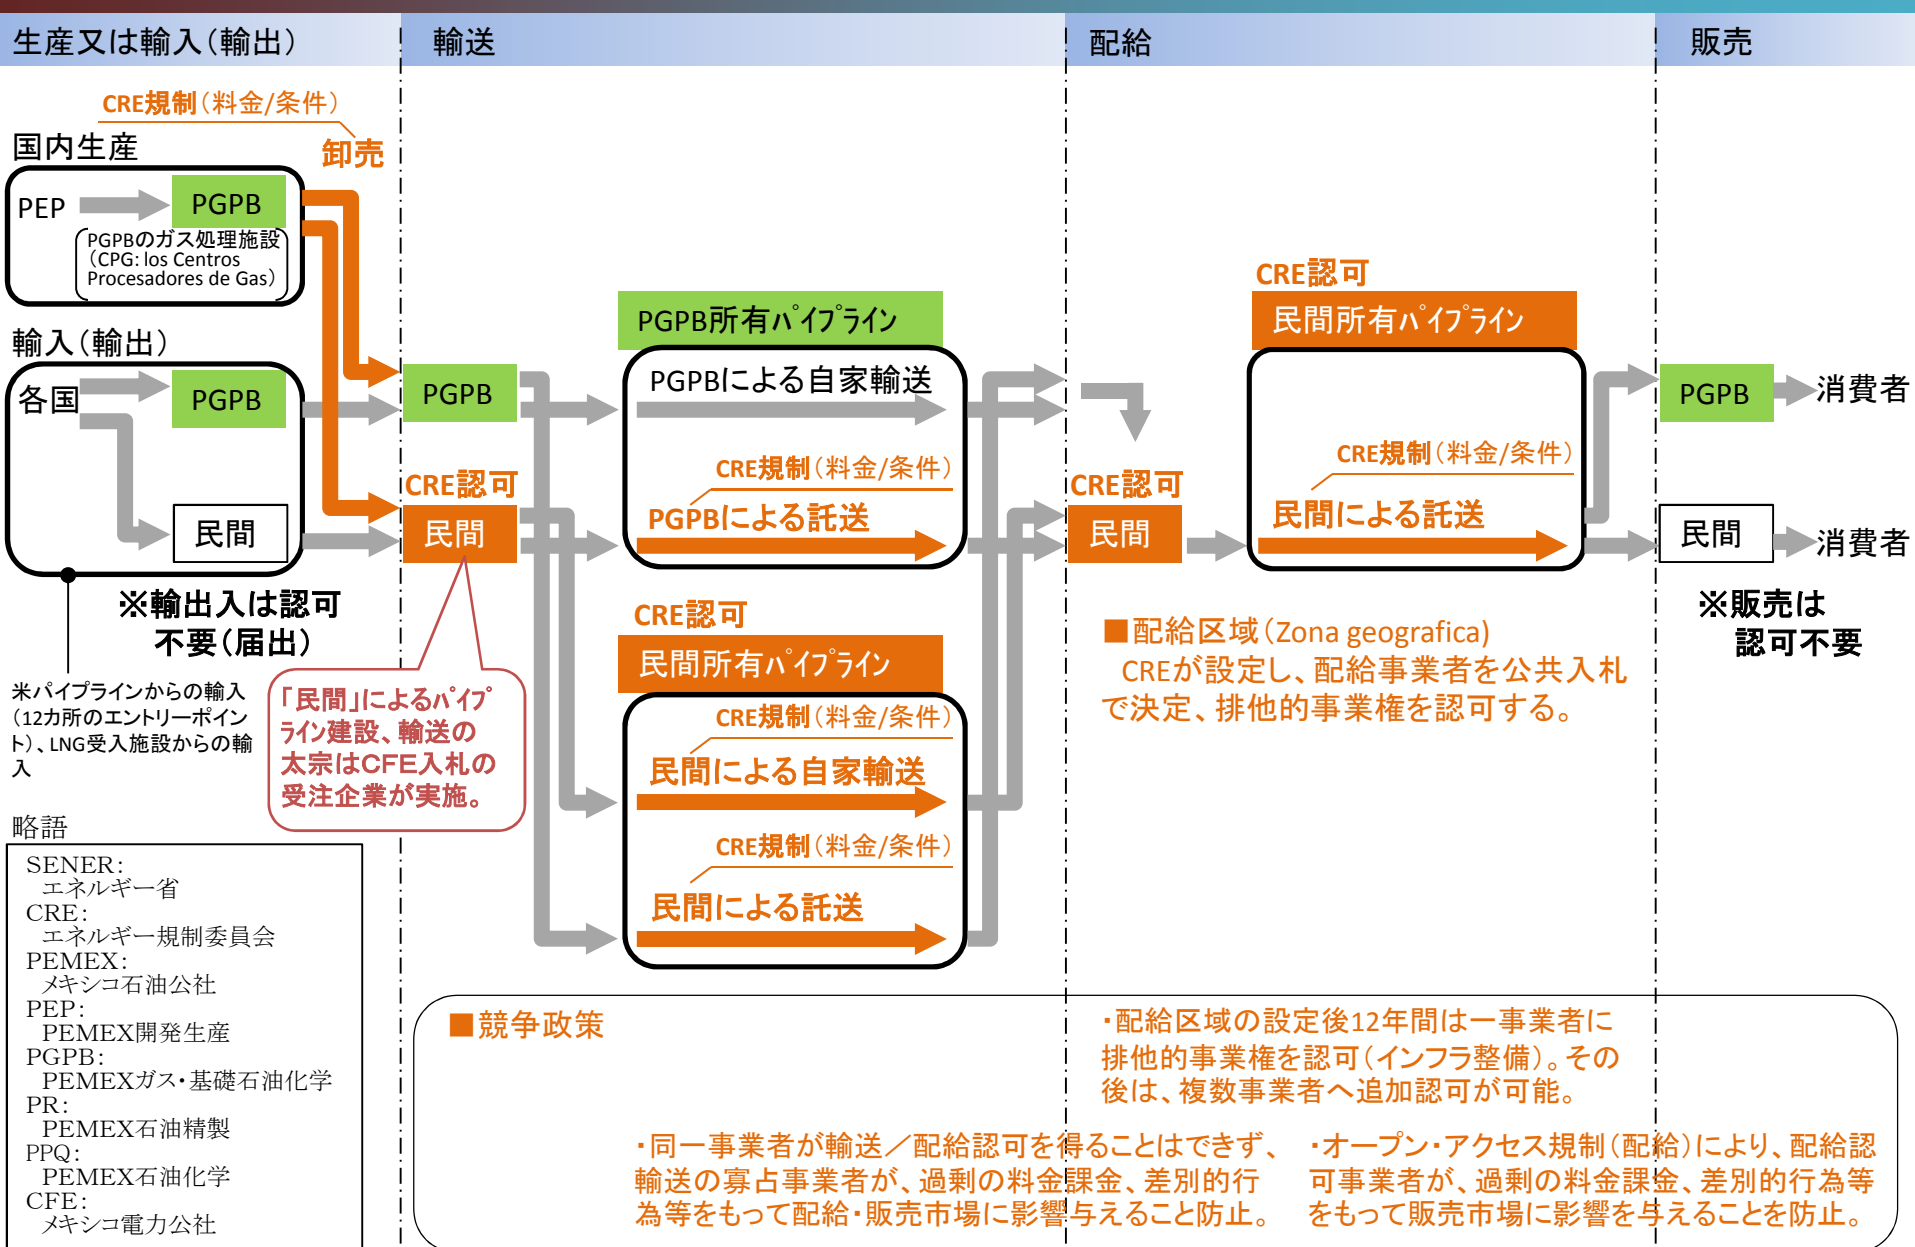 生産又は輸入（輸出）
輸送
配給
販売
CRE規制（料金/条件）
卸売
国内生産
PEP
PGPB
PGPBのガス処理施設
（CPG: los Centros
Procesadores de Gas）
輸入（輸出）
各国
PGPB
民間
※輸出入は認可
不要（届出）
米パイプラインからの輸入
（12カ所のエントリーポイン
ト）、LNG受入施設からの輸
入
PGPB
CRE認可
民間
「民間」によるパイプ
ライン建設、輸送の
太宗はCFE入札の
受注企業が実施。
PGPB所有パイプライン
PGPBによる自家輸送
CRE規制（料金/条件）
PGPBによる託送
CRE認可
民間所有パイプライン
CRE規制（料金/条件）
民間による自家輸送
CRE規制（料金/条件）
民間による託送
CRE認可
民間
CRE認可
民間所有パイプライン
CRE規制（料金/条件）
民間による託送
■配給区域（Zona geografica)
CREが設定し、配給事業者を公共入札
で決定、排他的事業権を認可する。
PGPB
消費者
民間
消費者
※販売は
認可不要
略語
SENER:
エネルギー省
CRE:
エネルギー規制委員会
PEMEX:
メキシコ石油公社
PEP:
PEMEX開発生産
PGPB:
PEMEXガス・基礎石油化学
PR:
PEMEX石油精製
PPQ:
PEMEX石油化学
CFE:
メキシコ電力公社
■競争政策
・配給区域の設定後12年間は一事業者に
排他的事業権を認可（インフラ整備）。その
後は、複数事業者へ追加認可が可能。
・同一事業者が輸送／配給認可を得ることはできず、
輸送の寡占事業者が、過剰の料金課金、差別的行
為等をもって配給・販売市場に影響与えること防止。
・オープン・アクセス規制（配給）により、配給認
可事業者が、過剰の料金課金、差別的行為等
をもって販売市場に影響を与えることを防止。